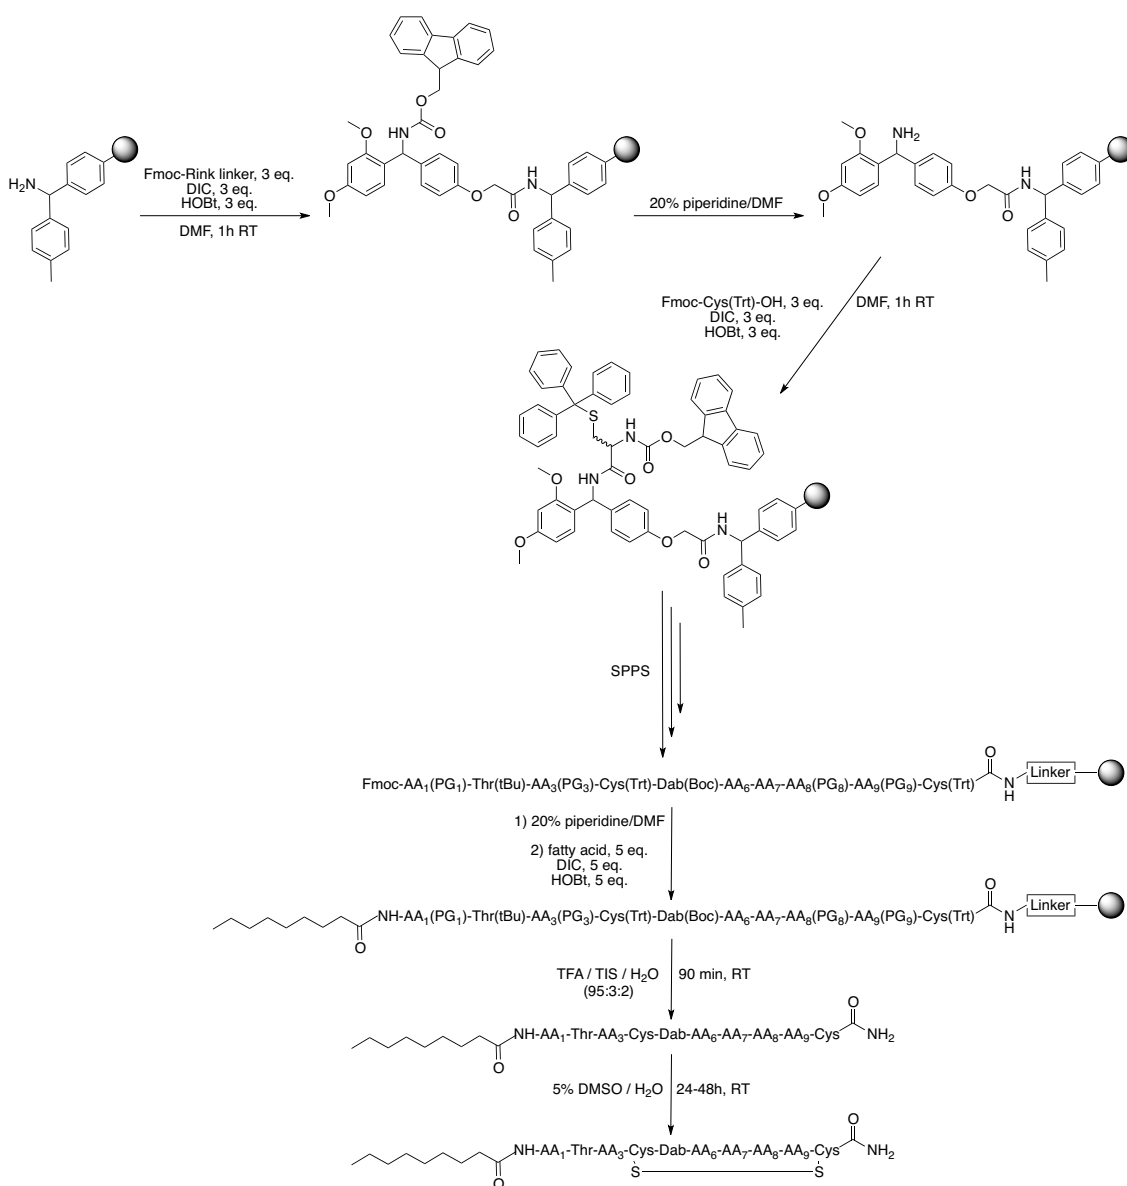 H2N
Fmoc-Rink linker, 3 eq.
DIC, 3 eq.
HOBt, 3 eq.
DMF, 1h RT
O
O
HN
O
O
O
O
H
N
20% piperidine/DMF
O
NH2
O
O
O
H
N
Fmoc-Cys(Trt)-OH, 3 eq.
DIC, 3 eq.
HOBt, 3 eq.
DMF, 1h RT
S
H
N
O
O
HN
O
O
O
O
O
H
N
SPPS
Fmoc-AA1(PG1)-Thr(tBu)-AA3(PG3)-Cys(Trt)-Dab(Boc)-AA6-AA7-AA8(PG8)-AA9(PG9)-Cys(Trt)
O
N
H
Linker
1) 20% piperidine/DMF
2) fatty acid, 5 eq.
DIC, 5 eq.
HOBt, 5 eq.
O
NH-AA1(PG1)-Thr(tBu)-AA3(PG3)-Cys(Trt)-Dab(Boc)-AA6-AA7-AA8(PG8)-AA9(PG9)-Cys(Trt)
O
N
H
Linker
TFA / TIS / H2O
(95:3:2)
90 min, RT
O
NH-AA1-Thr-AA3-Cys-Dab-AA6-AA7-AA8-AA9-Cys
O
NH2
5% DMSO / H2O
24-48h, RT
O
NH-AA1-Thr-AA3-Cys-Dab-AA6-AA7-AA8-AA9-Cys
O
NH2
S
S